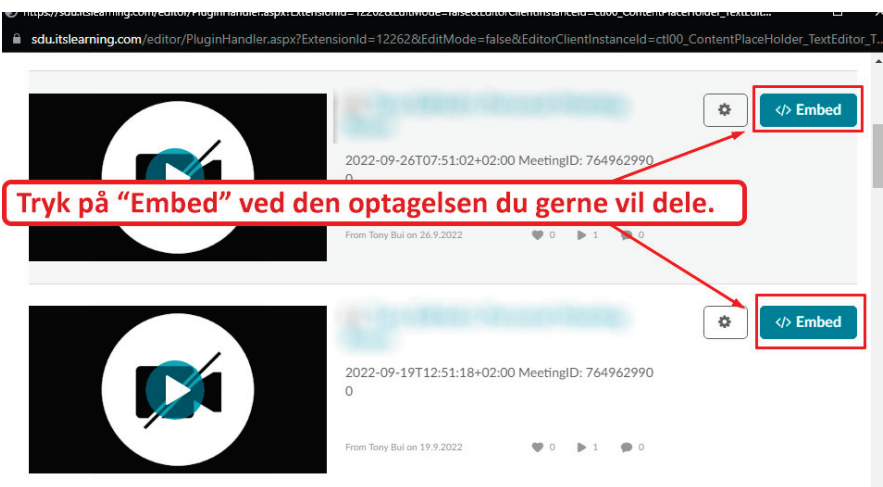 sdu.itslearning.com/editor/PluginHandler.aspx?ExtensionId=12262&EditMode=false&EditorClientInstanceId=ctl00_ContentPlaceHolder_TextEditor_T...
</> Embed
2022-09-26T07:51:02+02:00 MeetingID: 764962990
Tryk på “Embed” ved den optagelsen du gerne vil dele.
From Tony Bui on 26.9.2022 0 1 0
</> Embed
2022-09-19T12:51:18+02:00 MeetingID: 764962990
0
From Tony Bui on 19.9.2022 0 1 0